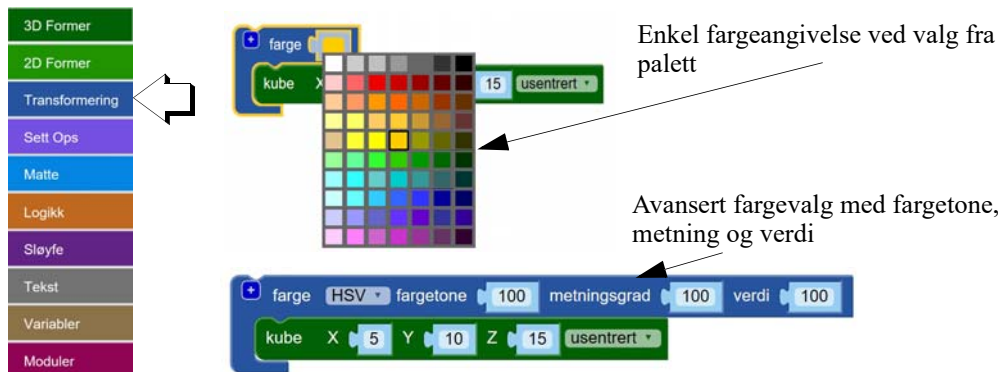 3D Former
2D Former
Transformering
Sett Ops
Matte
Logikk
Sløyfe
Tekst
Variabler
Moduler
+ farge
kube X 15 usentrert
Enkel fargeangivelse ved valg fra
palett
Avansert fargevalg med fargetone,
metning og verdi
+ farge HSV fargetone 100 metningsgrad 100 verdi 100
kube X 5 Y 10 Z 15 usentrert